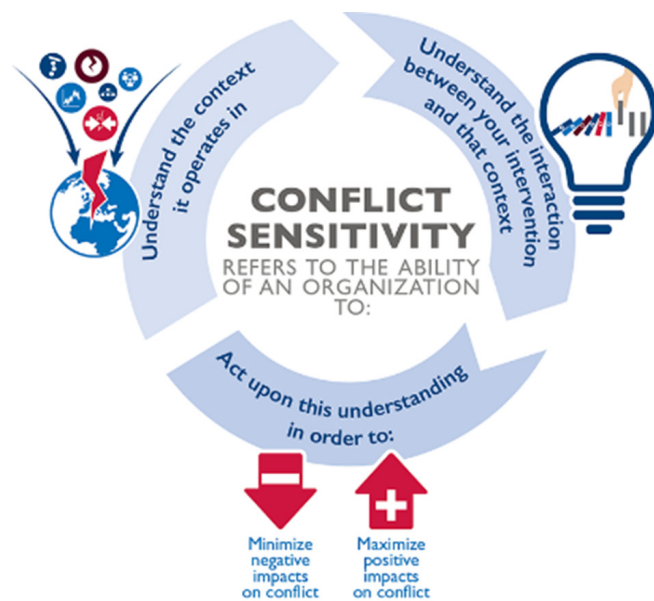 CONFLICT
SENSITIVITY
REFERS TO THE ABILITY
OF AN ORGANIZATION
TO:
Understand the context
it operates in
Understand the interaction
between your intervention
and that context
Act upon this understanding
in order to:
Minimize
negative
impacts
on conflict
Maximize
positive
impacts
on conflict